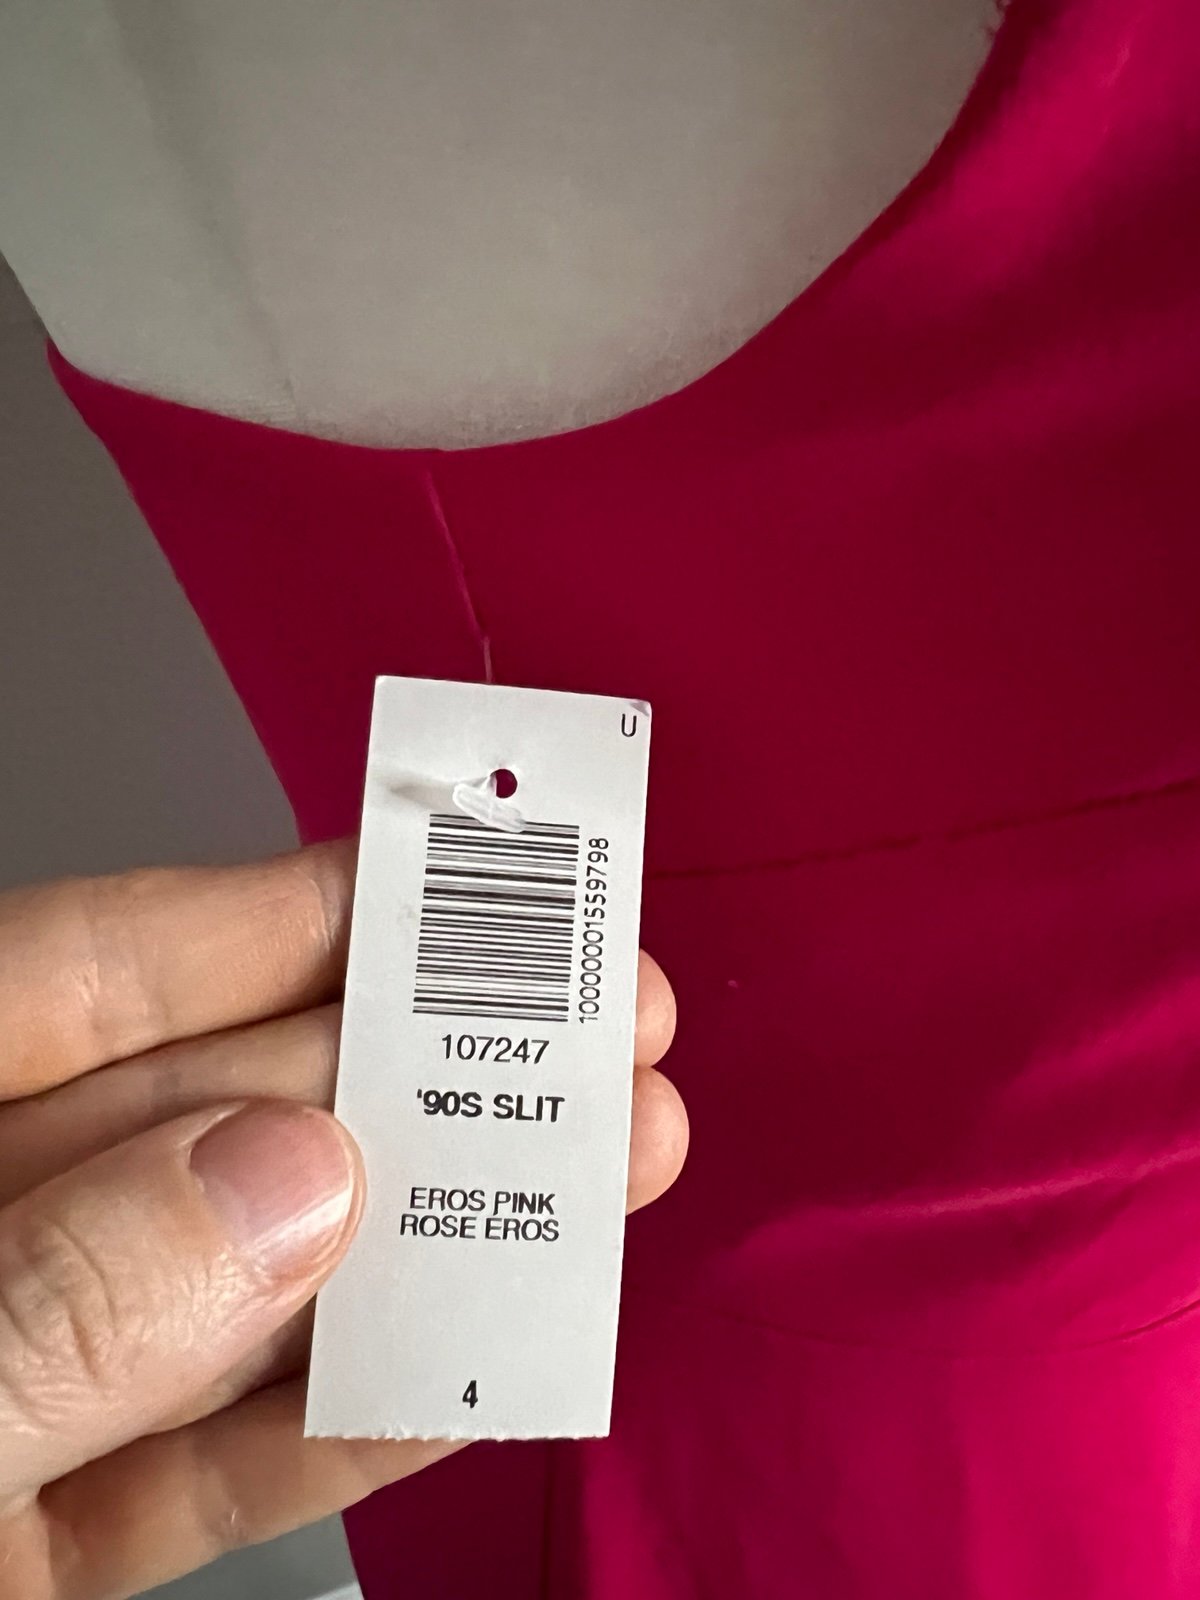 U
10000001559798
107247
'90S SLIT
EROS PINK
ROSE EROS
4